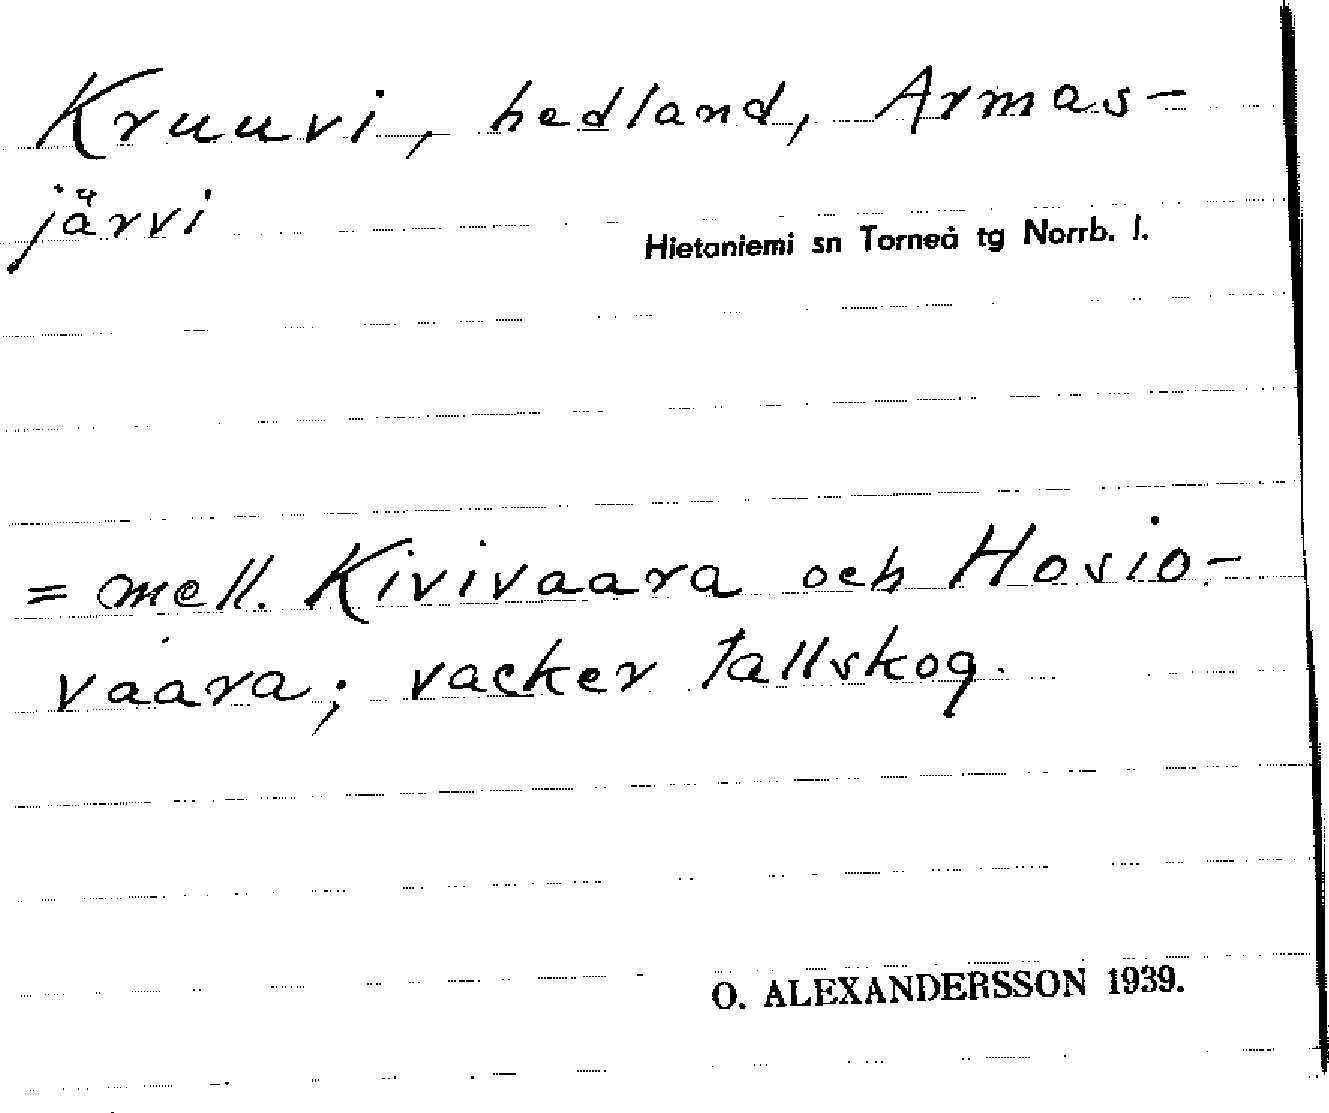 Kruuvi, hedland, Armas-
järvi
Hietaniemi sn Torneå tg Norrb. l.
= mell. Kivivaara och Hosio-
vaara; vacker tallskog.
O. ALEXANDERSSON 1939.